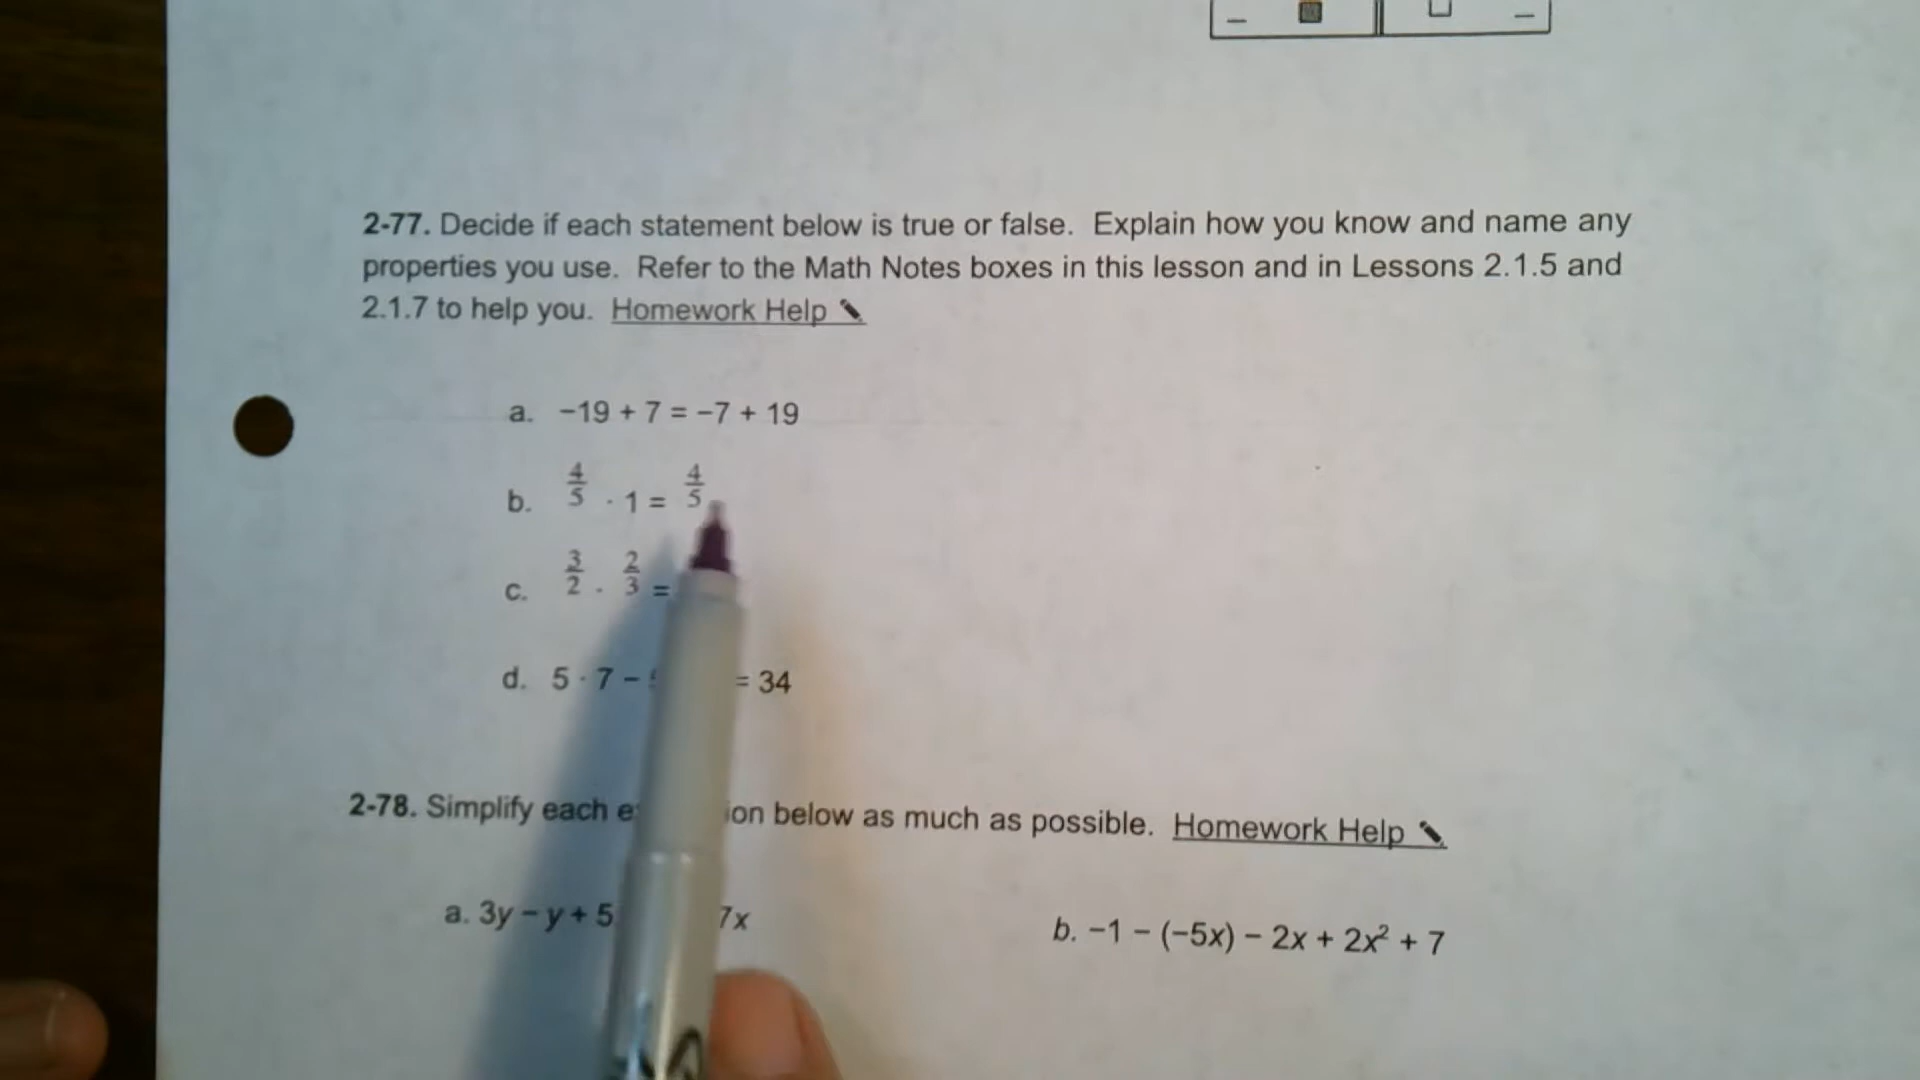 2-77. Decide if each statement below is true or false. Explain how you know and name any
properties you use. Refer to the Math Notes boxes in this lesson and in Lessons 2.1.5 and
2.1.7 to help you. Homework Help
a. −19 + 7 = −7 + 19
b. 4/5 · 1 = 4/5
c. 3/2 · 2/3 =
d. 5 · 7 − = 34
2-78. Simplify each below as much as possible. Homework Help
a. 3y − y + 5 7x
b. −1 − (−5x) − 2x + 2x² + 7